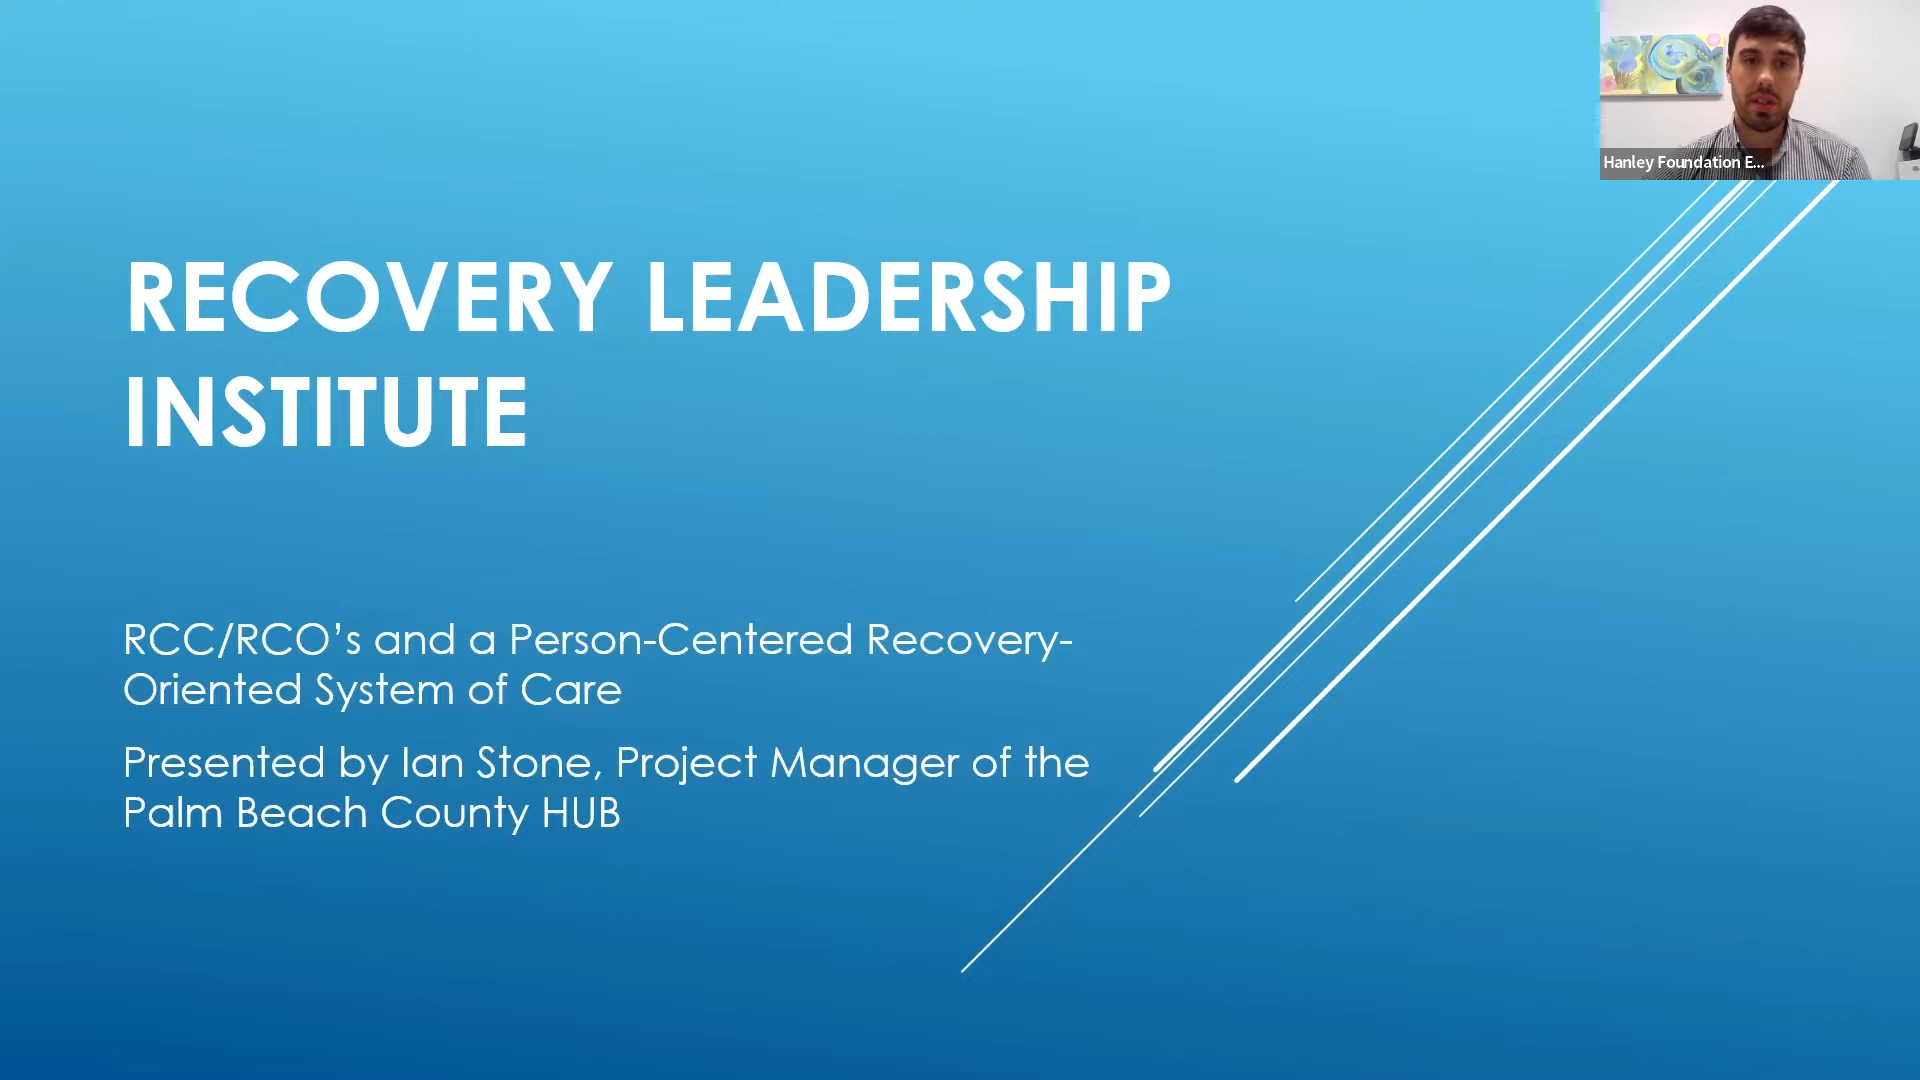 Hanley Foundation E...
RECOVERY LEADERSHIP
INSTITUTE
RCC/RCO’s and a Person-Centered Recovery-
Oriented System of Care
Presented by Ian Stone, Project Manager of the
Palm Beach County HUB